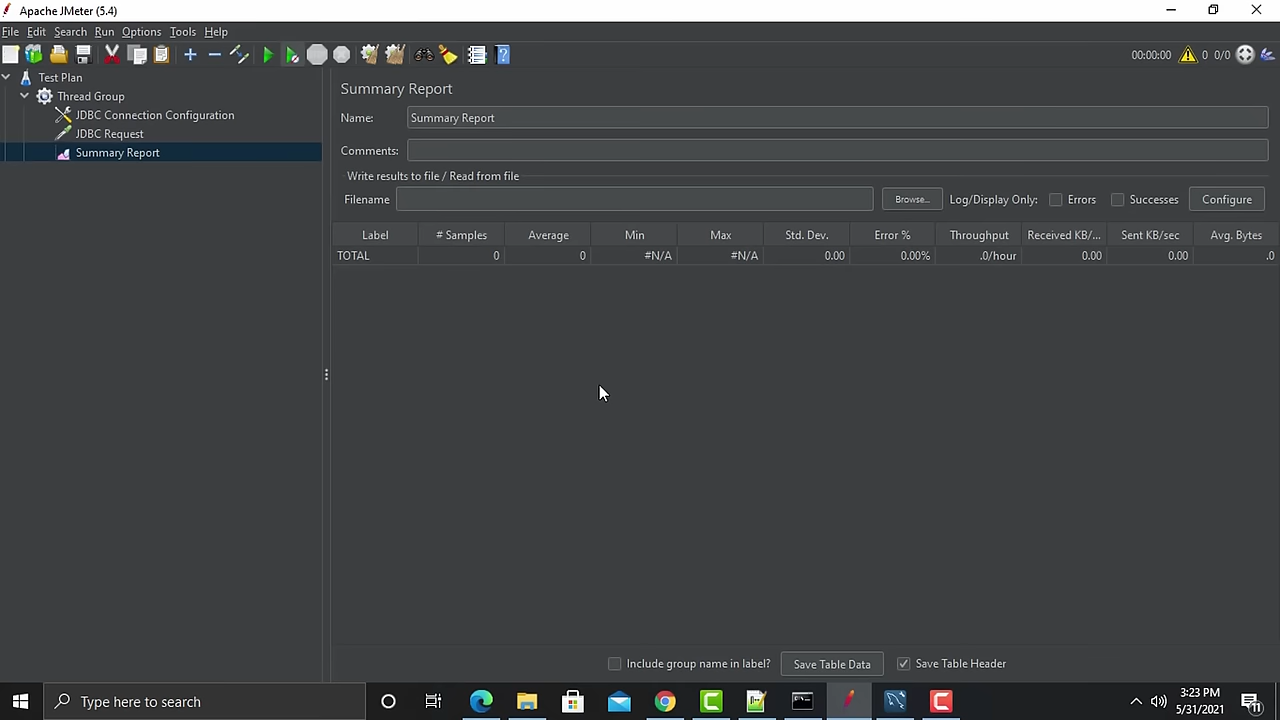 Apache JMeter (5.4)
File Edit Search Run Options Tools Help
00:00:00 0 0/0
Test Plan
Thread Group
JDBC Connection Configuration
JDBC Request
Summary Report
Summary Report
Name: Summary Report
Comments:
Write results to file / Read from file
Filename Browse... Log/Display Only: Errors Successes Configure
Label # Samples Average Min Max Std. Dev. Error % Throughput Received KB/... Sent KB/sec Avg. Bytes
TOTAL 0 0 #N/A #N/A 0.00 0.00% .0/hour 0.00 0.00 .0
Include group name in label? Save Table Data Save Table Header
Type here to search
3:23 PM
5/31/2021
11